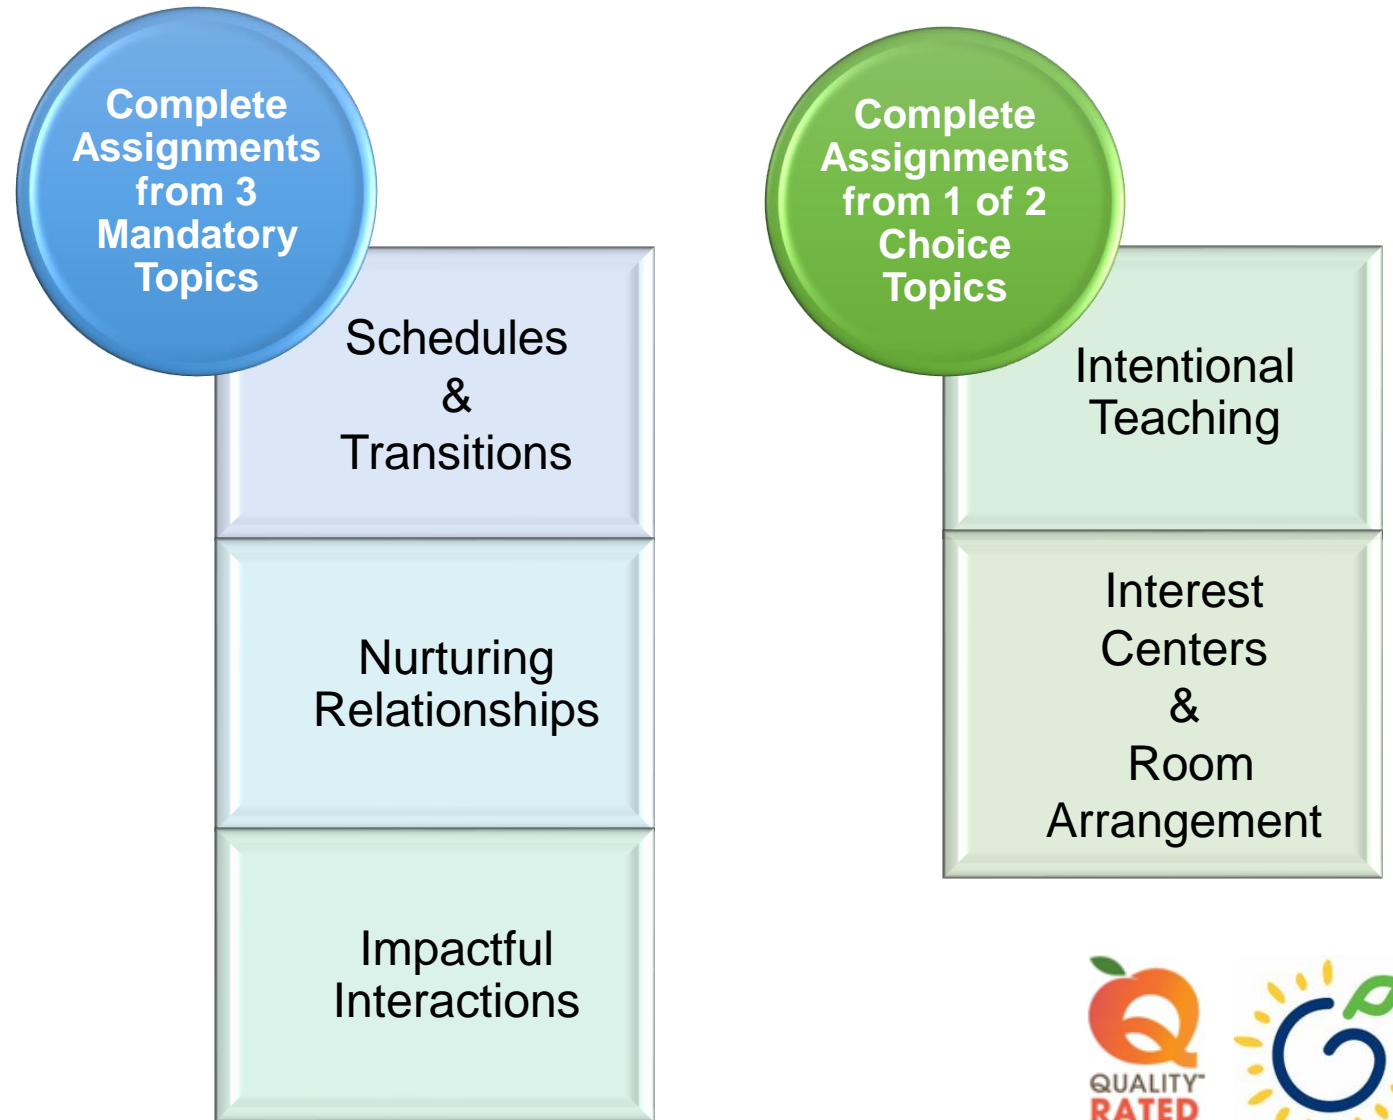 Complete
Assignments
from 3
Mandatory
Topics
Schedules
&
Transitions
Nurturing
Relationships
Impactful
Interactions
Complete
Assignments
from 1 of 2
Choice
Topics
Intentional
Teaching
Interest
Centers
&
Room
Arrangement
QUALITY™
RATED